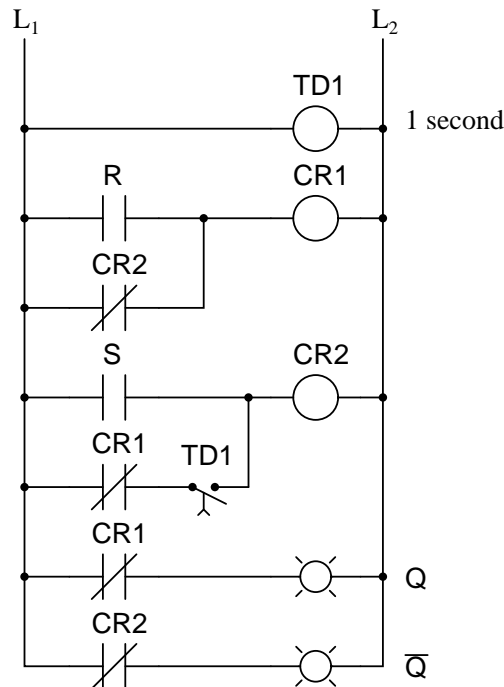 L1 L2
TD1
1 second
R CR1
CR2
S CR2
CR1 TD1
CR1
Q
CR2
Q̅